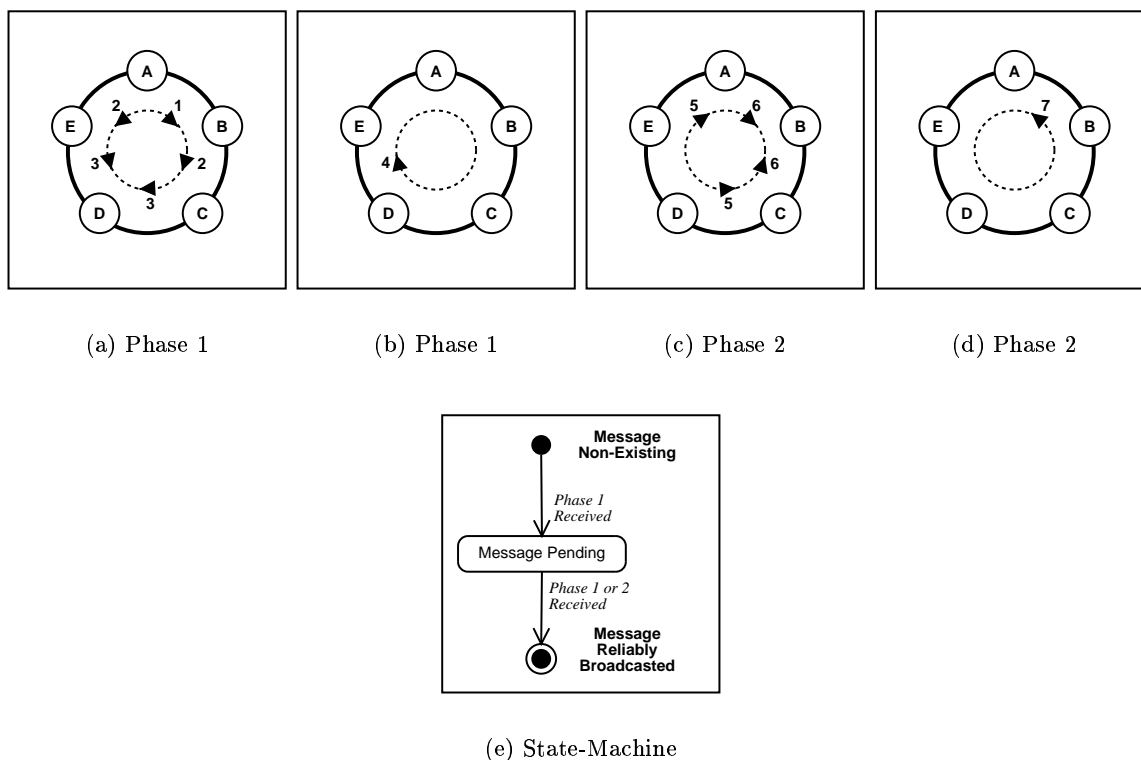 A
2 1
E B
3 2
3
D C
A
E B
4
D C
A
5 6
E B
6
5
D C
A
7
E B
D C
(a) Phase 1
(b) Phase 1
(c) Phase 2
(d) Phase 2
Message
Non-Existing
Phase 1
Received
Message Pending
Phase 1 or 2
Received
Message
Reliably
Broadcasted
(e) State-Machine